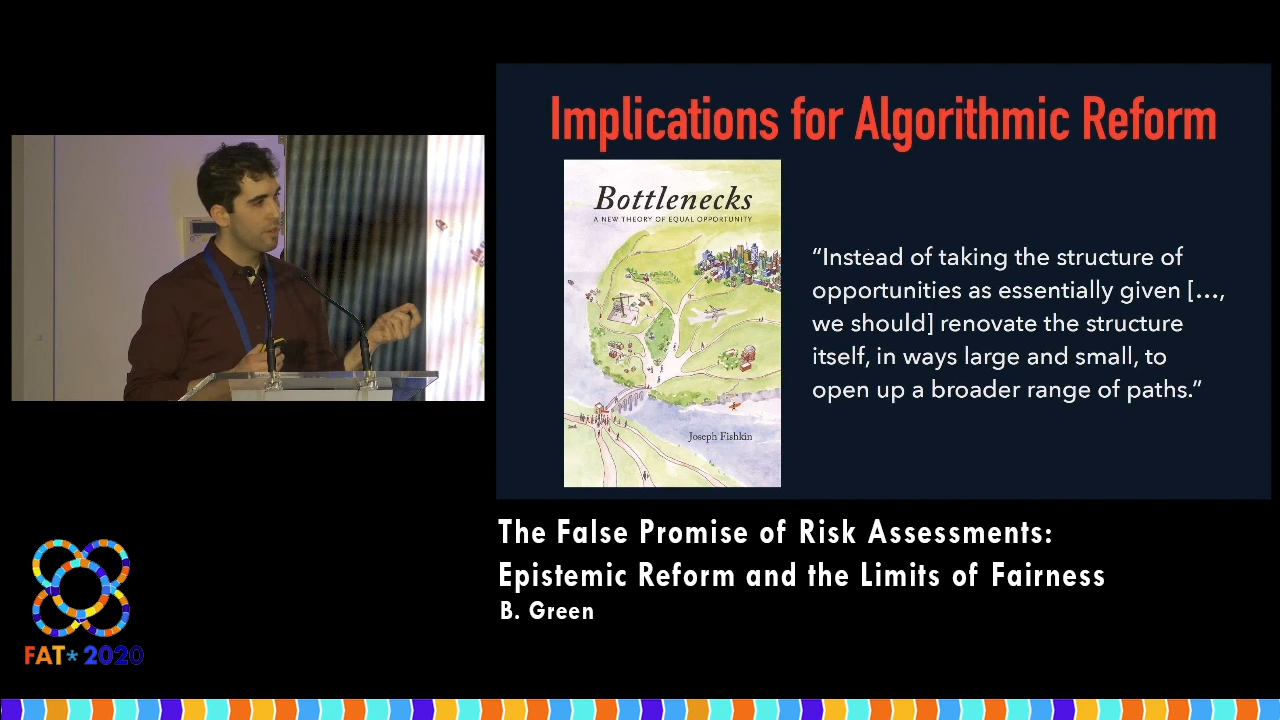 Implications for Algorithmic Reform
Bottlenecks
A NEW THEORY OF EQUAL OPPORTUNITY
Joseph Fishkin
“Instead of taking the structure of
opportunities as essentially given […,
we should] renovate the structure
itself, in ways large and small, to
open up a broader range of paths.”
The False Promise of Risk Assessments:
Epistemic Reform and the Limits of Fairness
B. Green
FAT* 2020